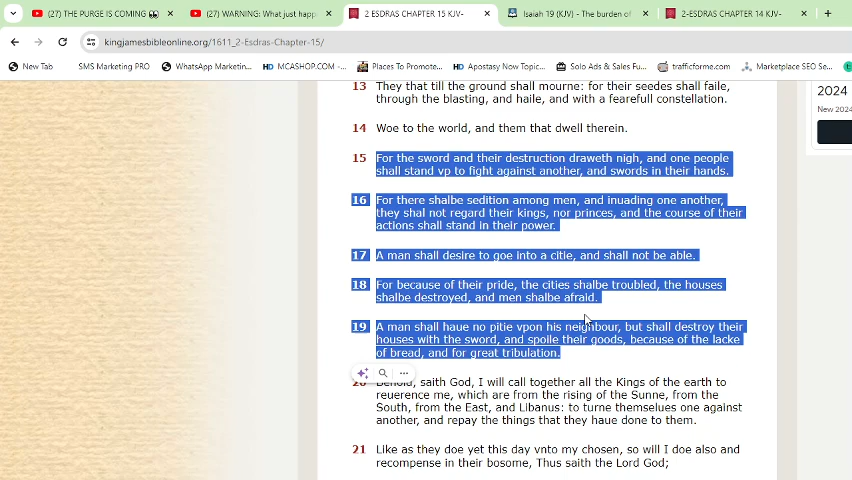 (27) THE PURGE IS COMING 👀
(27) WARNING: What just happ
2 ESDRAS CHAPTER 15 KJV-
Isaiah 19 (KJV) - The burden of
2-ESDRAS CHAPTER 14 KJV-
kingjamesbibleonline.org/1611_2-Esdras-Chapter-15/
New Tab
SMS Marketing PRO
WhatsApp Marketin...
HD MCASHOP.COM -...
Places To Promote...
HD Apostasy Now Topic...
Solo Ads & Sales Fu...
trafficforme.com
Marketplace SEO Se...
13 They that till the ground shall mourne: for their seedes shall faile,
through the blasting, and haile, and with a fearefull constellation.
14 Woe to the world, and them that dwell therein.
15 For the sword and their destruction draweth nigh, and one people
shall stand vp to fight against another, and swords in their hands.
16 For there shalbe sedition among men, and inuading one another,
they shal not regard their kings, nor princes, and the course of their
actions shall stand in their power.
17 A man shall desire to goe into a citie, and shall not be able.
18 For because of their pride, the cities shalbe troubled, the houses
shalbe destroyed, and men shalbe afraid.
19 A man shall haue no pitie vpon his neighbour, but shall destroy their
houses with the sword, and spoile their goods, because of the lacke
of bread, and for great tribulation.
20 Behold, saith God, I will call together all the Kings of the earth to
reuerence me, which are from the rising of the Sunne, from the
South, from the East, and Libanus: to turne themselues one against
another, and repay the things that they haue done to them.
21 Like as they doe yet this day vnto my chosen, so will I doe also and
recompense in their bosome, Thus saith the Lord God;
2024
New 2024